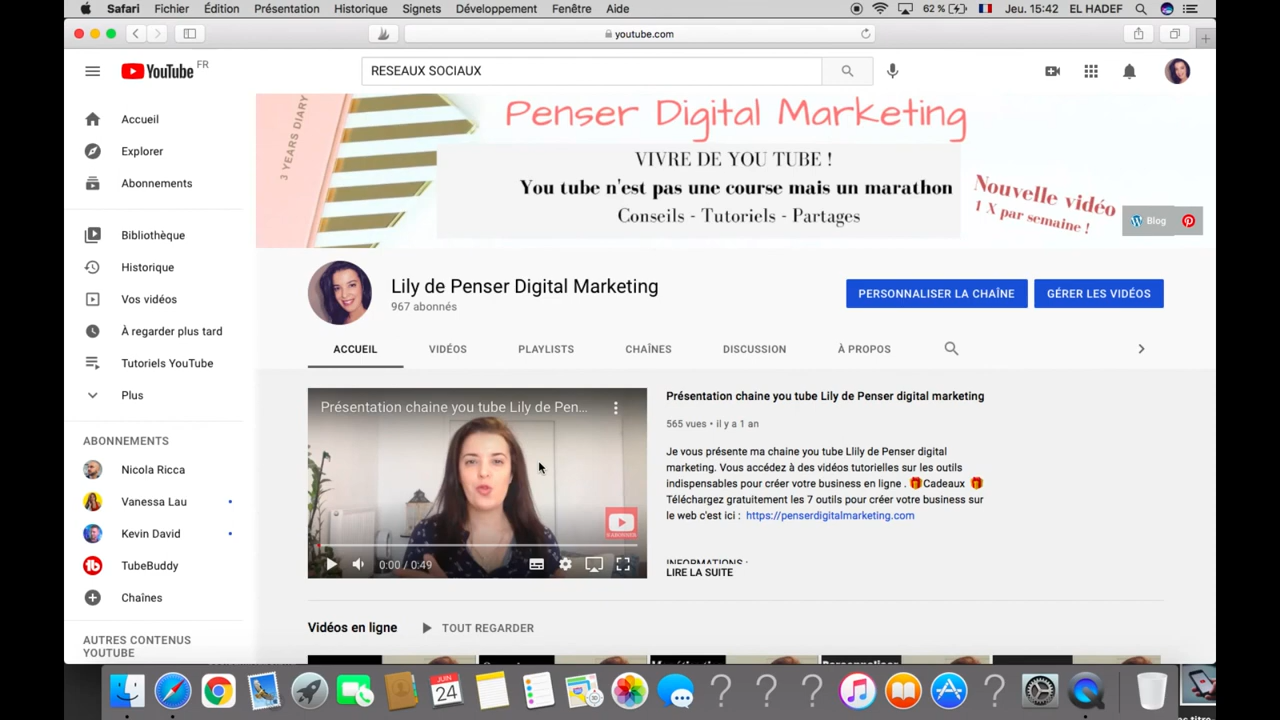 Safari Fichier Édition Présentation Historique Signets Développement Fenêtre Aide 62 % Jeu. 15:42 EL HADEF
youtube.com
YouTube FR
RESEAUX SOCIAUX
Accueil
Explorer
Abonnements
Bibliothèque
Historique
Vos vidéos
À regarder plus tard
Tutoriels YouTube
Plus
ABONNEMENTS
Nicola Ricca
Vanessa Lau
Kevin David
TubeBuddy
Chaînes
AUTRES CONTENUS
YOUTUBE
3 YEARS DIARY
Penser Digital Marketing
VIVRE DE YOU TUBE !
You tube n'est pas une course mais un marathon
Conseils - Tutoriels - Partages
Nouvelle vidéo
1 X par semaine !
Blog
Lily de Penser Digital Marketing
967 abonnés
PERSONNALISER LA CHAÎNE
GÉRER LES VIDÉOS
ACCUEIL VIDÉOS PLAYLISTS CHAÎNES DISCUSSION À PROPOS
Présentation chaine you tube Lily de Pen...
0:00 / 0:49
Présentation chaine you tube Lily de Penser digital marketing
565 vues • il y a 1 an
Je vous présente ma chaine you tube Llily de Penser digital
marketing. Vous accédez à des vidéos tutorielles sur les outils
indispensables pour créer votre business en ligne . 🎁Cadeaux 🎁
Téléchargez gratuitement les 7 outils pour créer votre business sur
le web c'est ici : https://penserdigitalmarketing.com
INFORMATIONS :
LIRE LA SUITE
Vidéos en ligne TOUT REGARDER
JUN
24